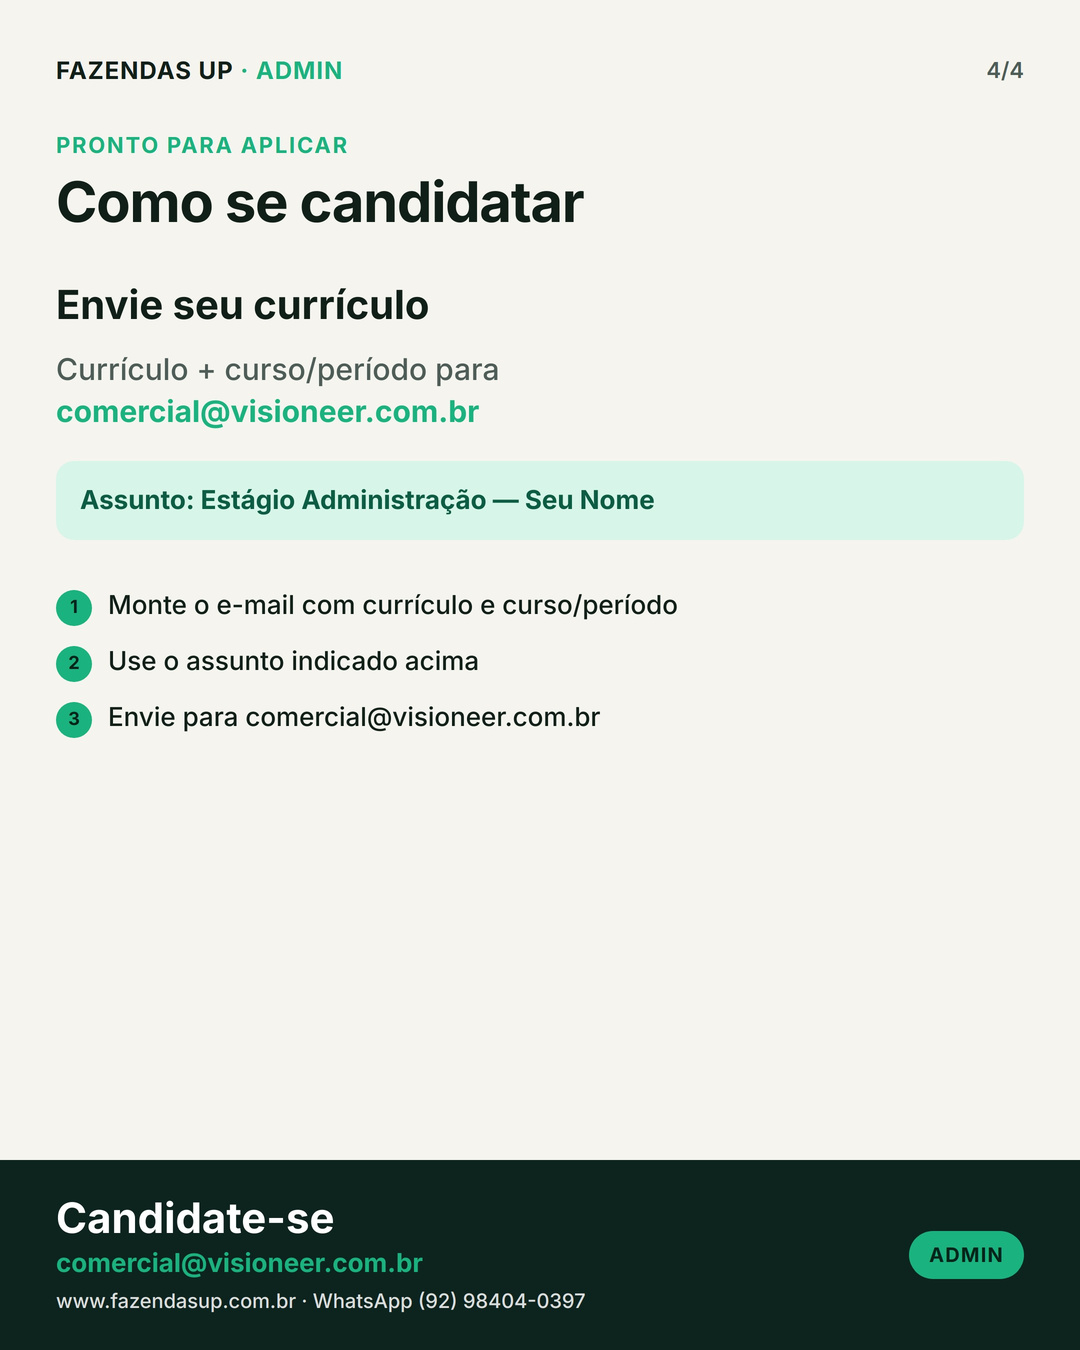 FAZENDAS UP · ADMIN
4/4
PRONTO PARA APLICAR
Como se candidatar
Envie seu currículo
Currículo + curso/período para
comercial@visioneer.com.br
Assunto: Estágio Administração — Seu Nome
1 Monte o e-mail com currículo e curso/período
2 Use o assunto indicado acima
3 Envie para comercial@visioneer.com.br
Candidate-se
comercial@visioneer.com.br
www.fazendasup.com.br · WhatsApp (92) 98404-0397
ADMIN